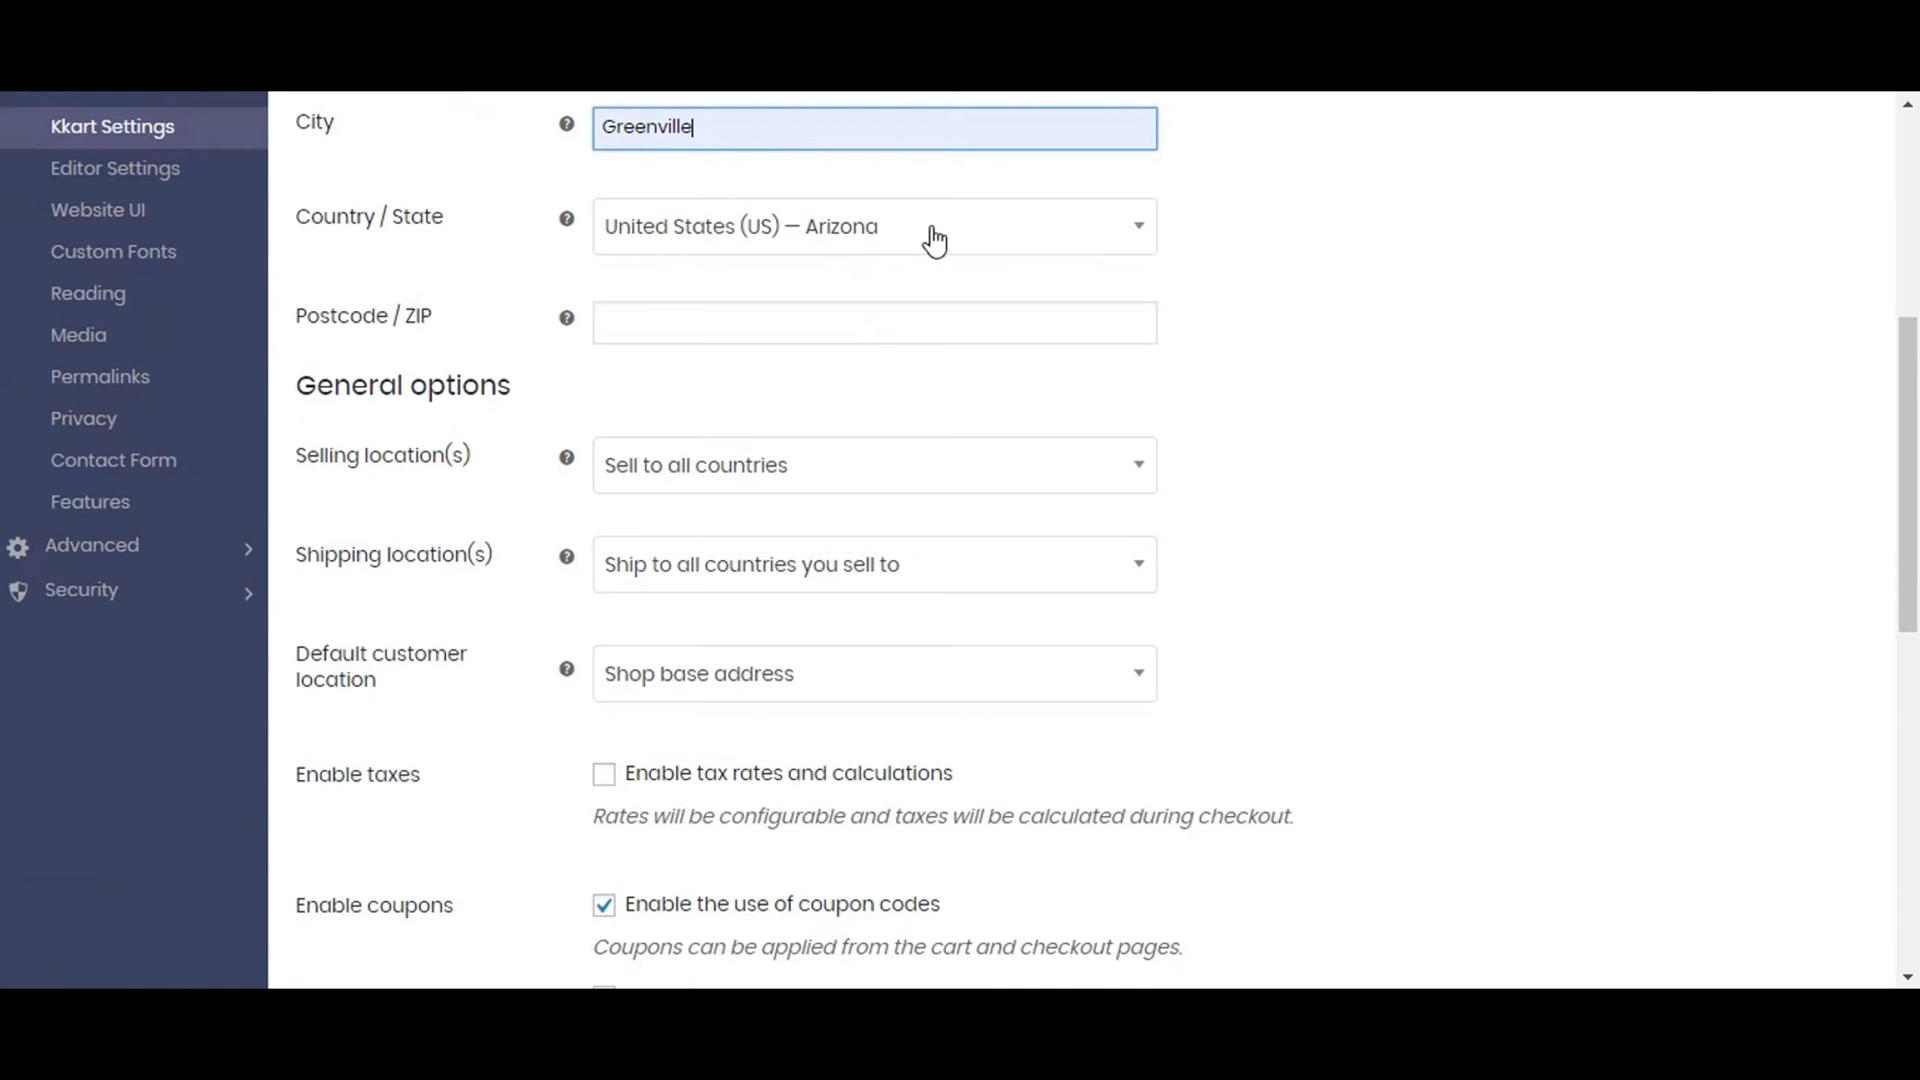 Kkart Settings
Editor Settings
Website UI
Custom Fonts
Reading
Media
Permalinks
Privacy
Contact Form
Features
Advanced
Security
City
Greenville
Country / State
United States (US) — Arizona
Postcode / ZIP
General options
Selling location(s)
Sell to all countries
Shipping location(s)
Ship to all countries you sell to
Default customer
location
Shop base address
Enable taxes
Enable tax rates and calculations
Rates will be configurable and taxes will be calculated during checkout.
Enable coupons
Enable the use of coupon codes
Coupons can be applied from the cart and checkout pages.